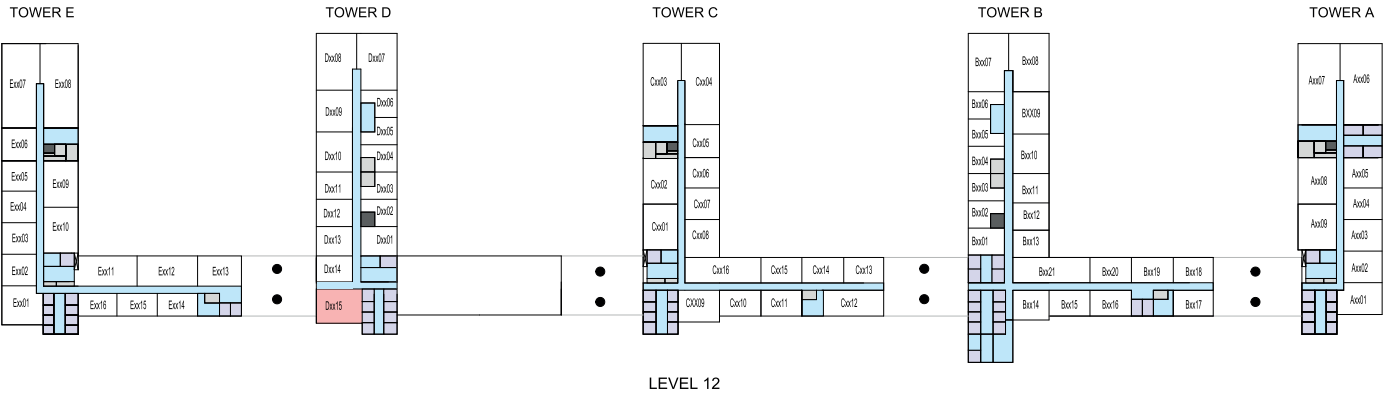 TOWER E
TOWER D
TOWER C
TOWER B
TOWER A
Exx07
Exx08
Exx06
Exx05
Exx09
Exx04
Exx10
Exx03
Exx02
Exx01
Exx11
Exx12
Exx13
Exx16
Exx15
Exx14
Dxx08
Dxx07
Dxx09
Dxx06
Dxx05
Dxx10
Dxx04
Dxx11
Dxx03
Dxx12
Dxx02
Dxx13
Dxx01
Dxx14
Dxx15
Cxx03
Cxx04
Cxx05
Cxx02
Cxx06
Cxx07
Cxx01
Cxx08
Cxx16
Cxx15
Cxx14
Cxx13
CXX09
Cxx10
Cxx11
Cxx12
Bxx07
Bxx08
Bxx06
BXX09
Bxx05
Bxx04
Bxx10
Bxx03
Bxx11
Bxx02
Bxx12
Bxx01
Bxx13
Bxx21
Bxx20
Bxx19
Bxx18
Bxx14
Bxx15
Bxx16
Bxx17
Axx07
Axx06
Axx08
Axx05
Axx04
Axx09
Axx03
Axx02
Axx01
LEVEL 12